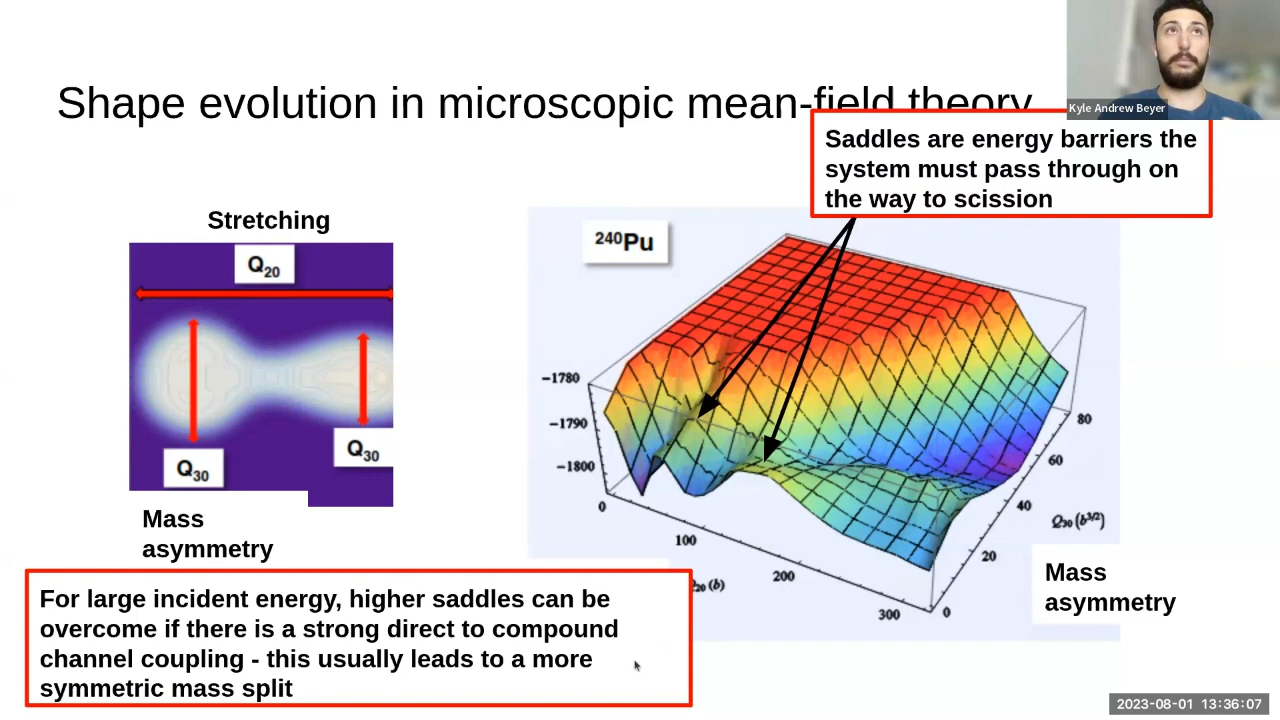 Shape evolution in microscopic mean-field theory
Kyle Andrew Beyer
Saddles are energy barriers the
system must pass through on
the way to scission
Stretching
Q20
Q30
Q30
Mass
asymmetry
240Pu
−1780
−1790
−1800
0
100
200
300
20 (b)
0
20
40
60
80
Q30 (b3/2)
Mass
asymmetry
For large incident energy, higher saddles can be
overcome if there is a strong direct to compound
channel coupling - this usually leads to a more
symmetric mass split
2023-08-01 13:36:07